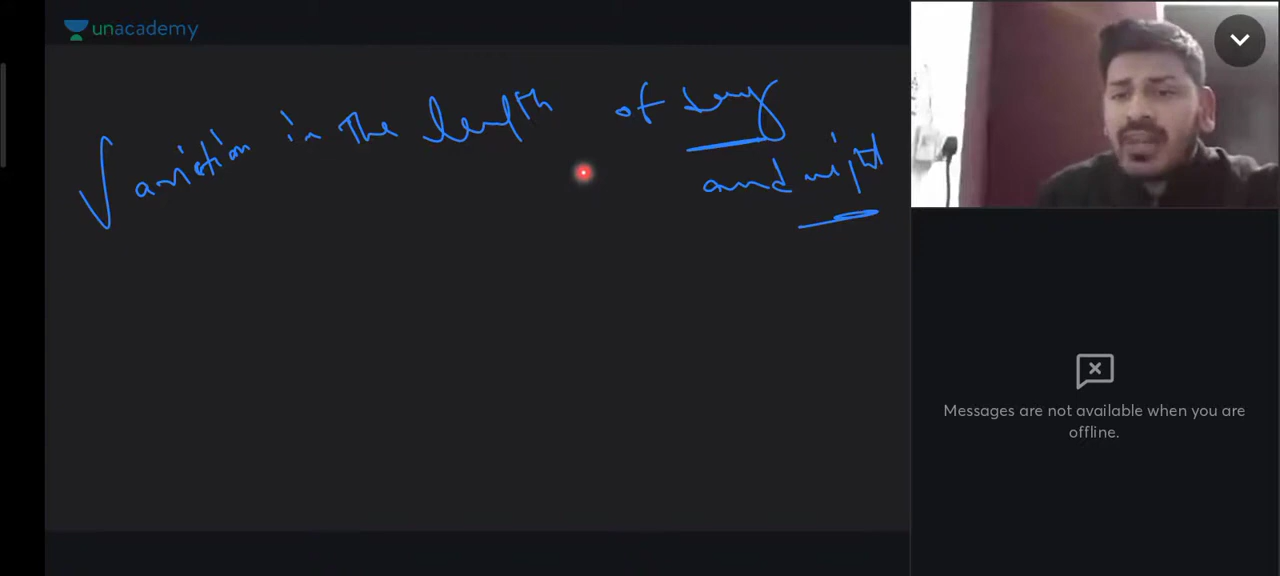 unacademy
Variation in the length of day
and night
Messages are not available when you are
offline.